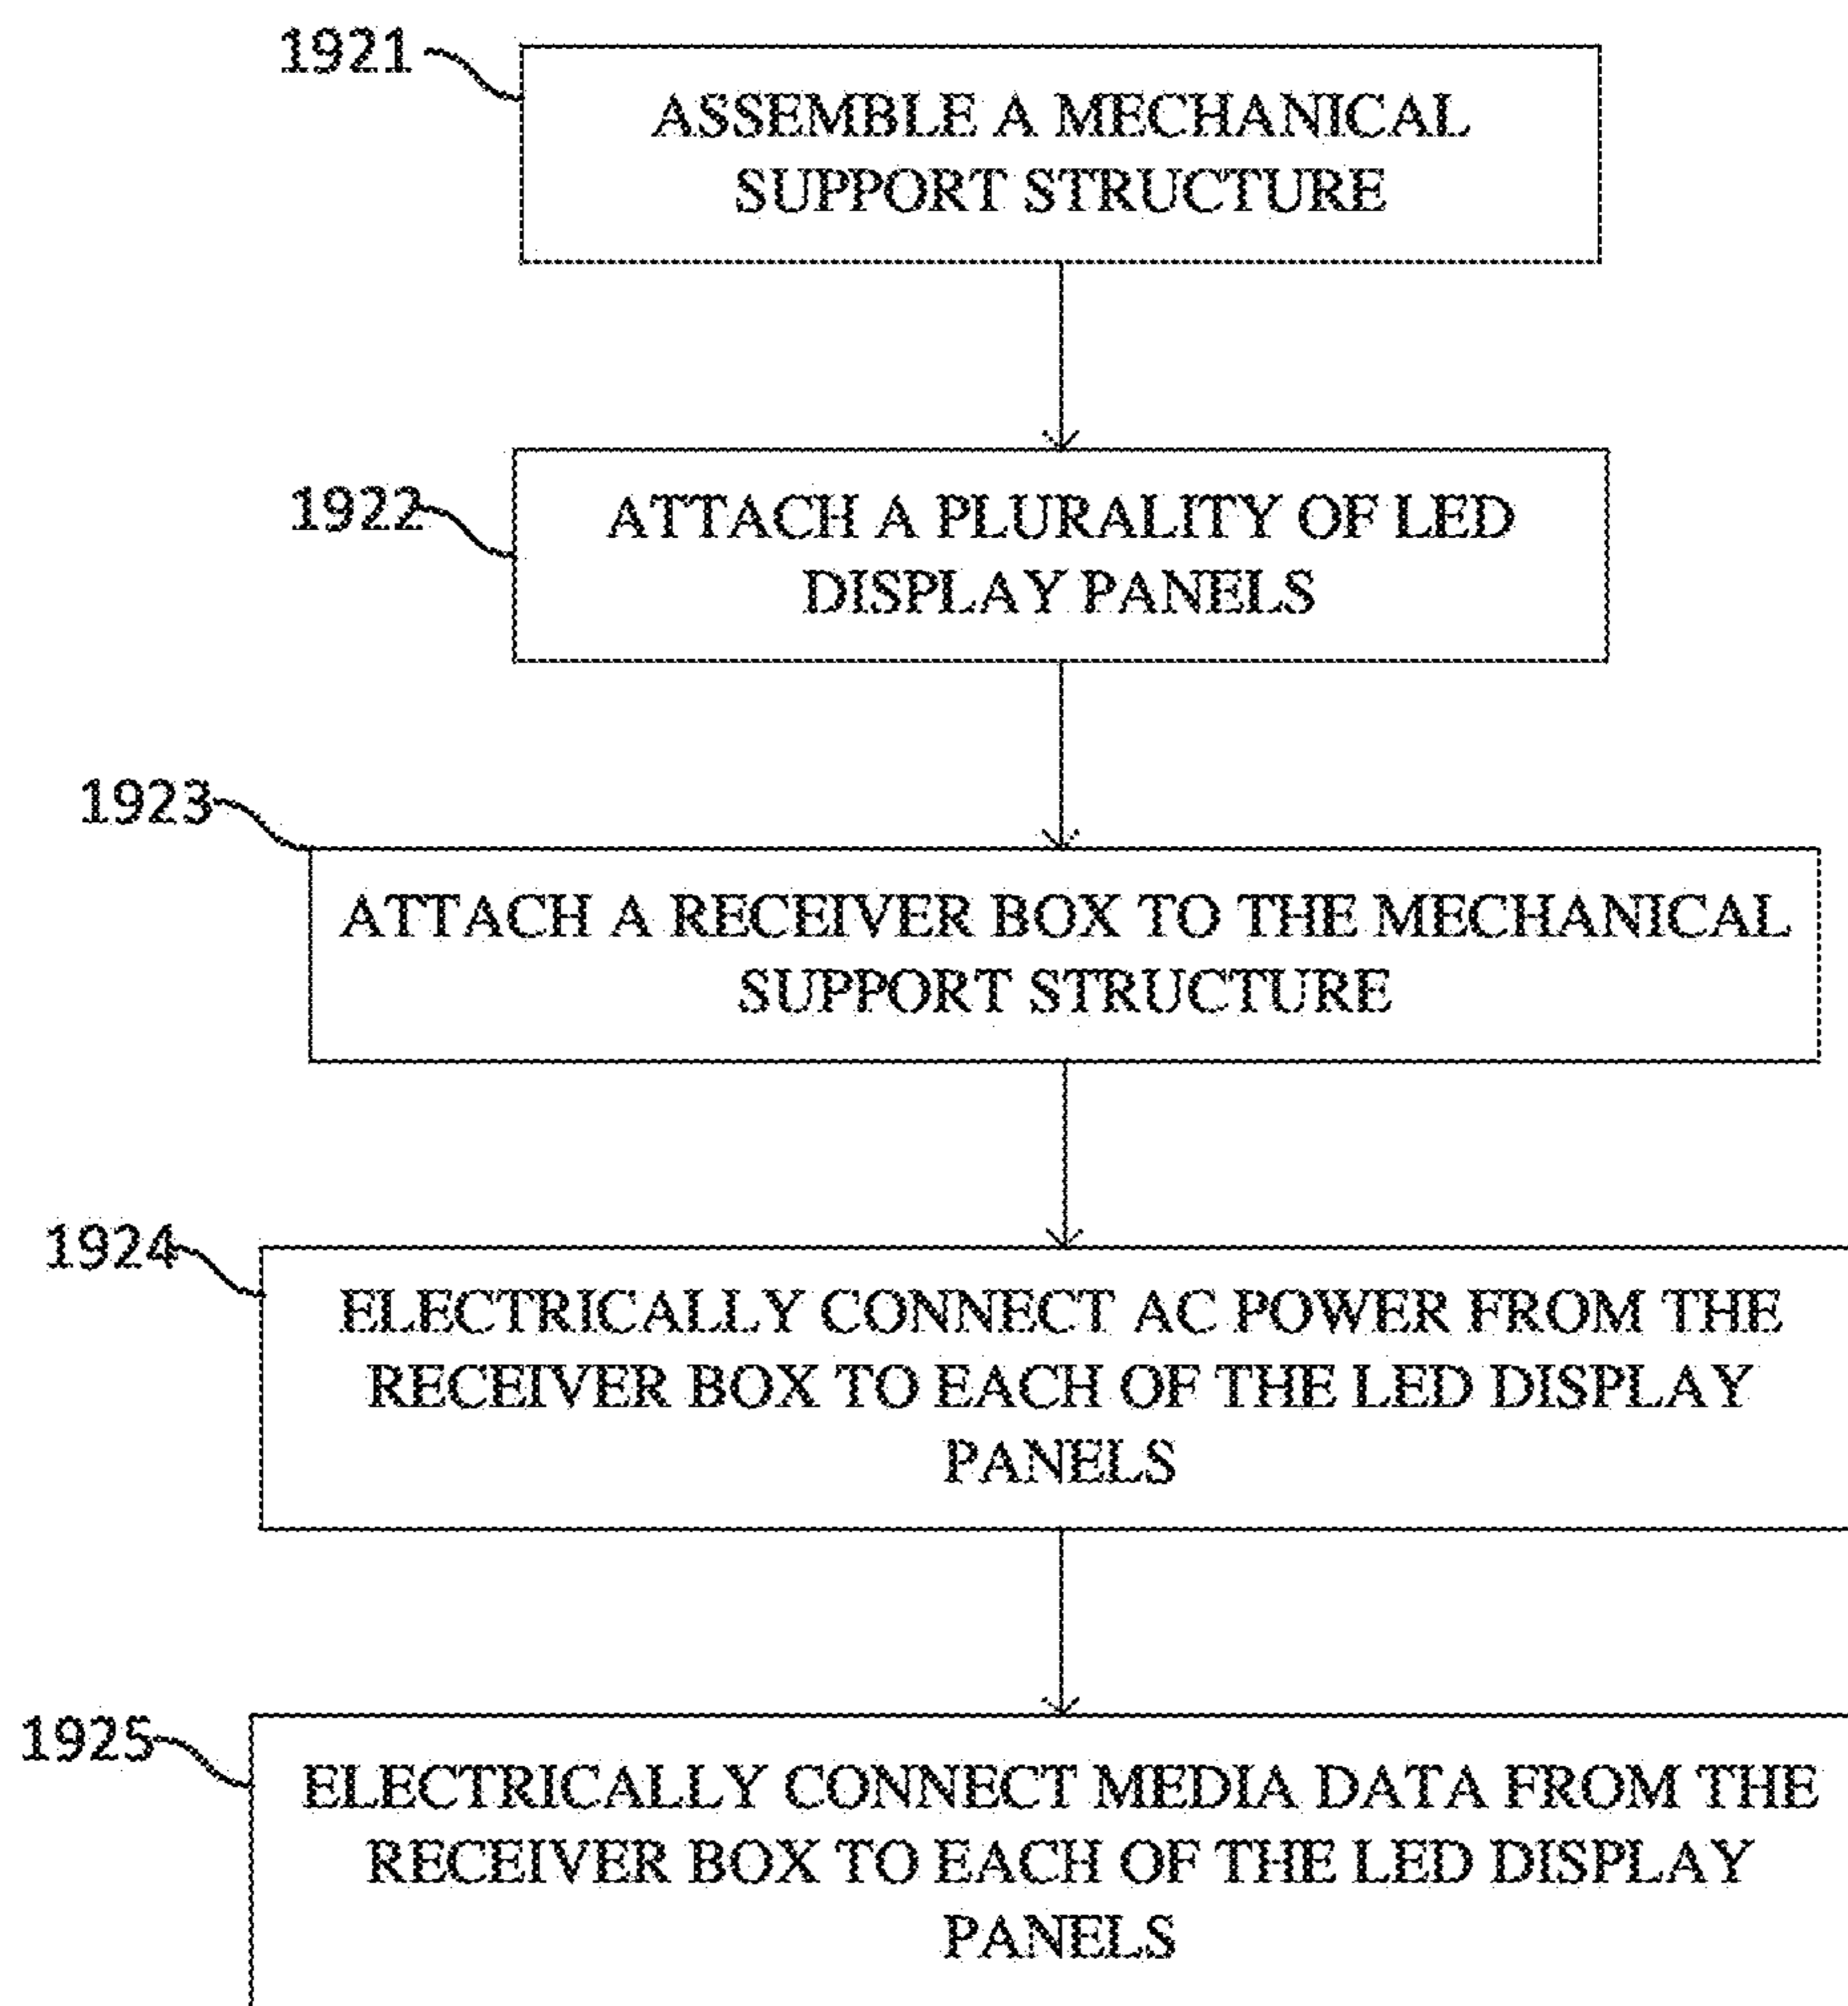 1921
ASSEMBLE A MECHANICAL
SUPPORT STRUCTURE
1922
ATTACH A PLURALITY OF LED
DISPLAY PANELS
1923
ATTACH A RECEIVER BOX TO THE MECHANICAL
SUPPORT STRUCTURE
1924
ELECTRICALLY CONNECT AC POWER FROM THE
RECEIVER BOX TO EACH OF THE LED DISPLAY
PANELS
1925
ELECTRICALLY CONNECT MEDIA DATA FROM THE
RECEIVER BOX TO EACH OF THE LED DISPLAY
PANELS